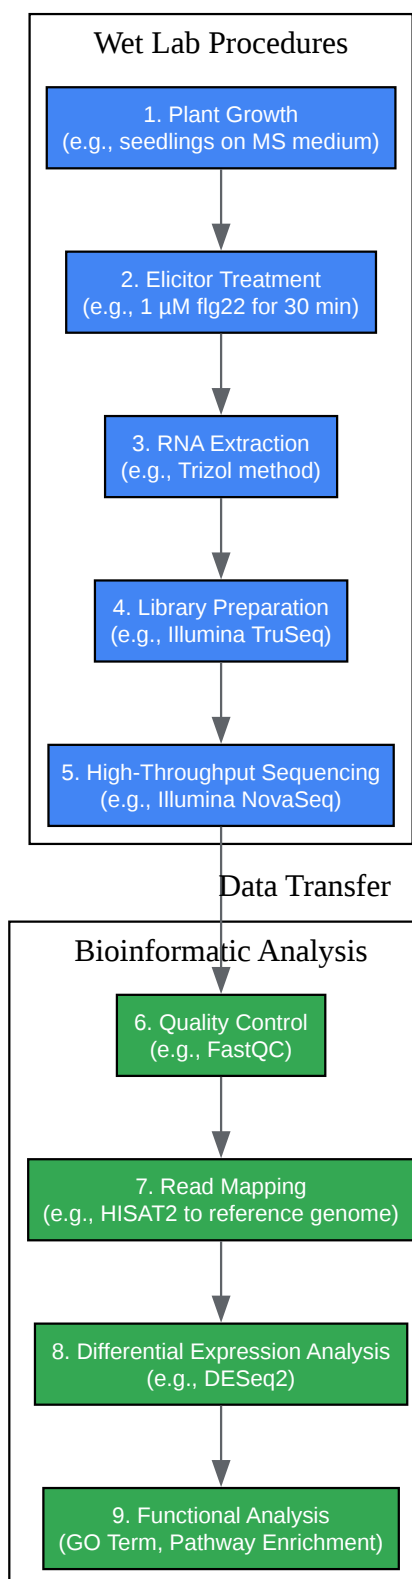 Wet Lab Procedures
1. Plant Growth
(e.g., seedlings on MS medium)
2. Elicitor Treatment
(e.g., 1 µM flg22 for 30 min)
3. RNA Extraction
(e.g., Trizol method)
4. Library Preparation
(e.g., Illumina TruSeq)
5. High-Throughput Sequencing
(e.g., Illumina NovaSeq)
Data Transfer
Bioinformatic Analysis
6. Quality Control
(e.g., FastQC)
7. Read Mapping
(e.g., HISAT2 to reference genome)
8. Differential Expression Analysis
(e.g., DESeq2)
9. Functional Analysis
(GO Term, Pathway Enrichment)